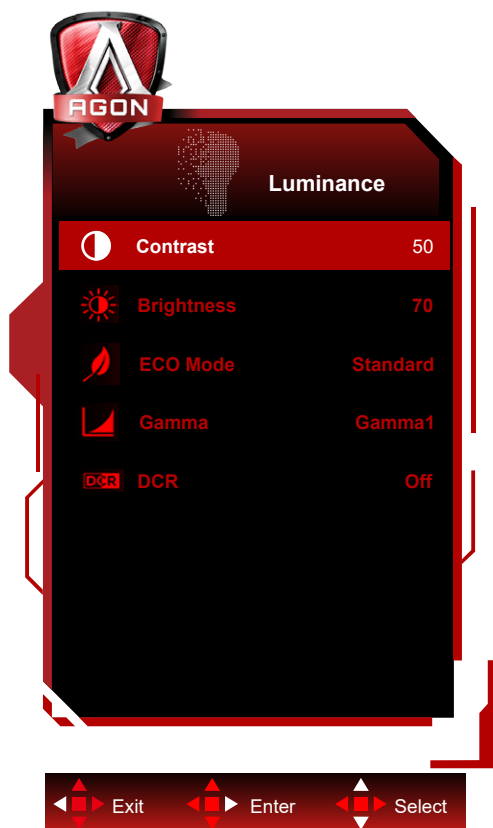 AGON
Luminance
Contrast 50
Brightness 70
ECO Mode Standard
Gamma Gamma1
DCR DCR Off
Exit Enter Select